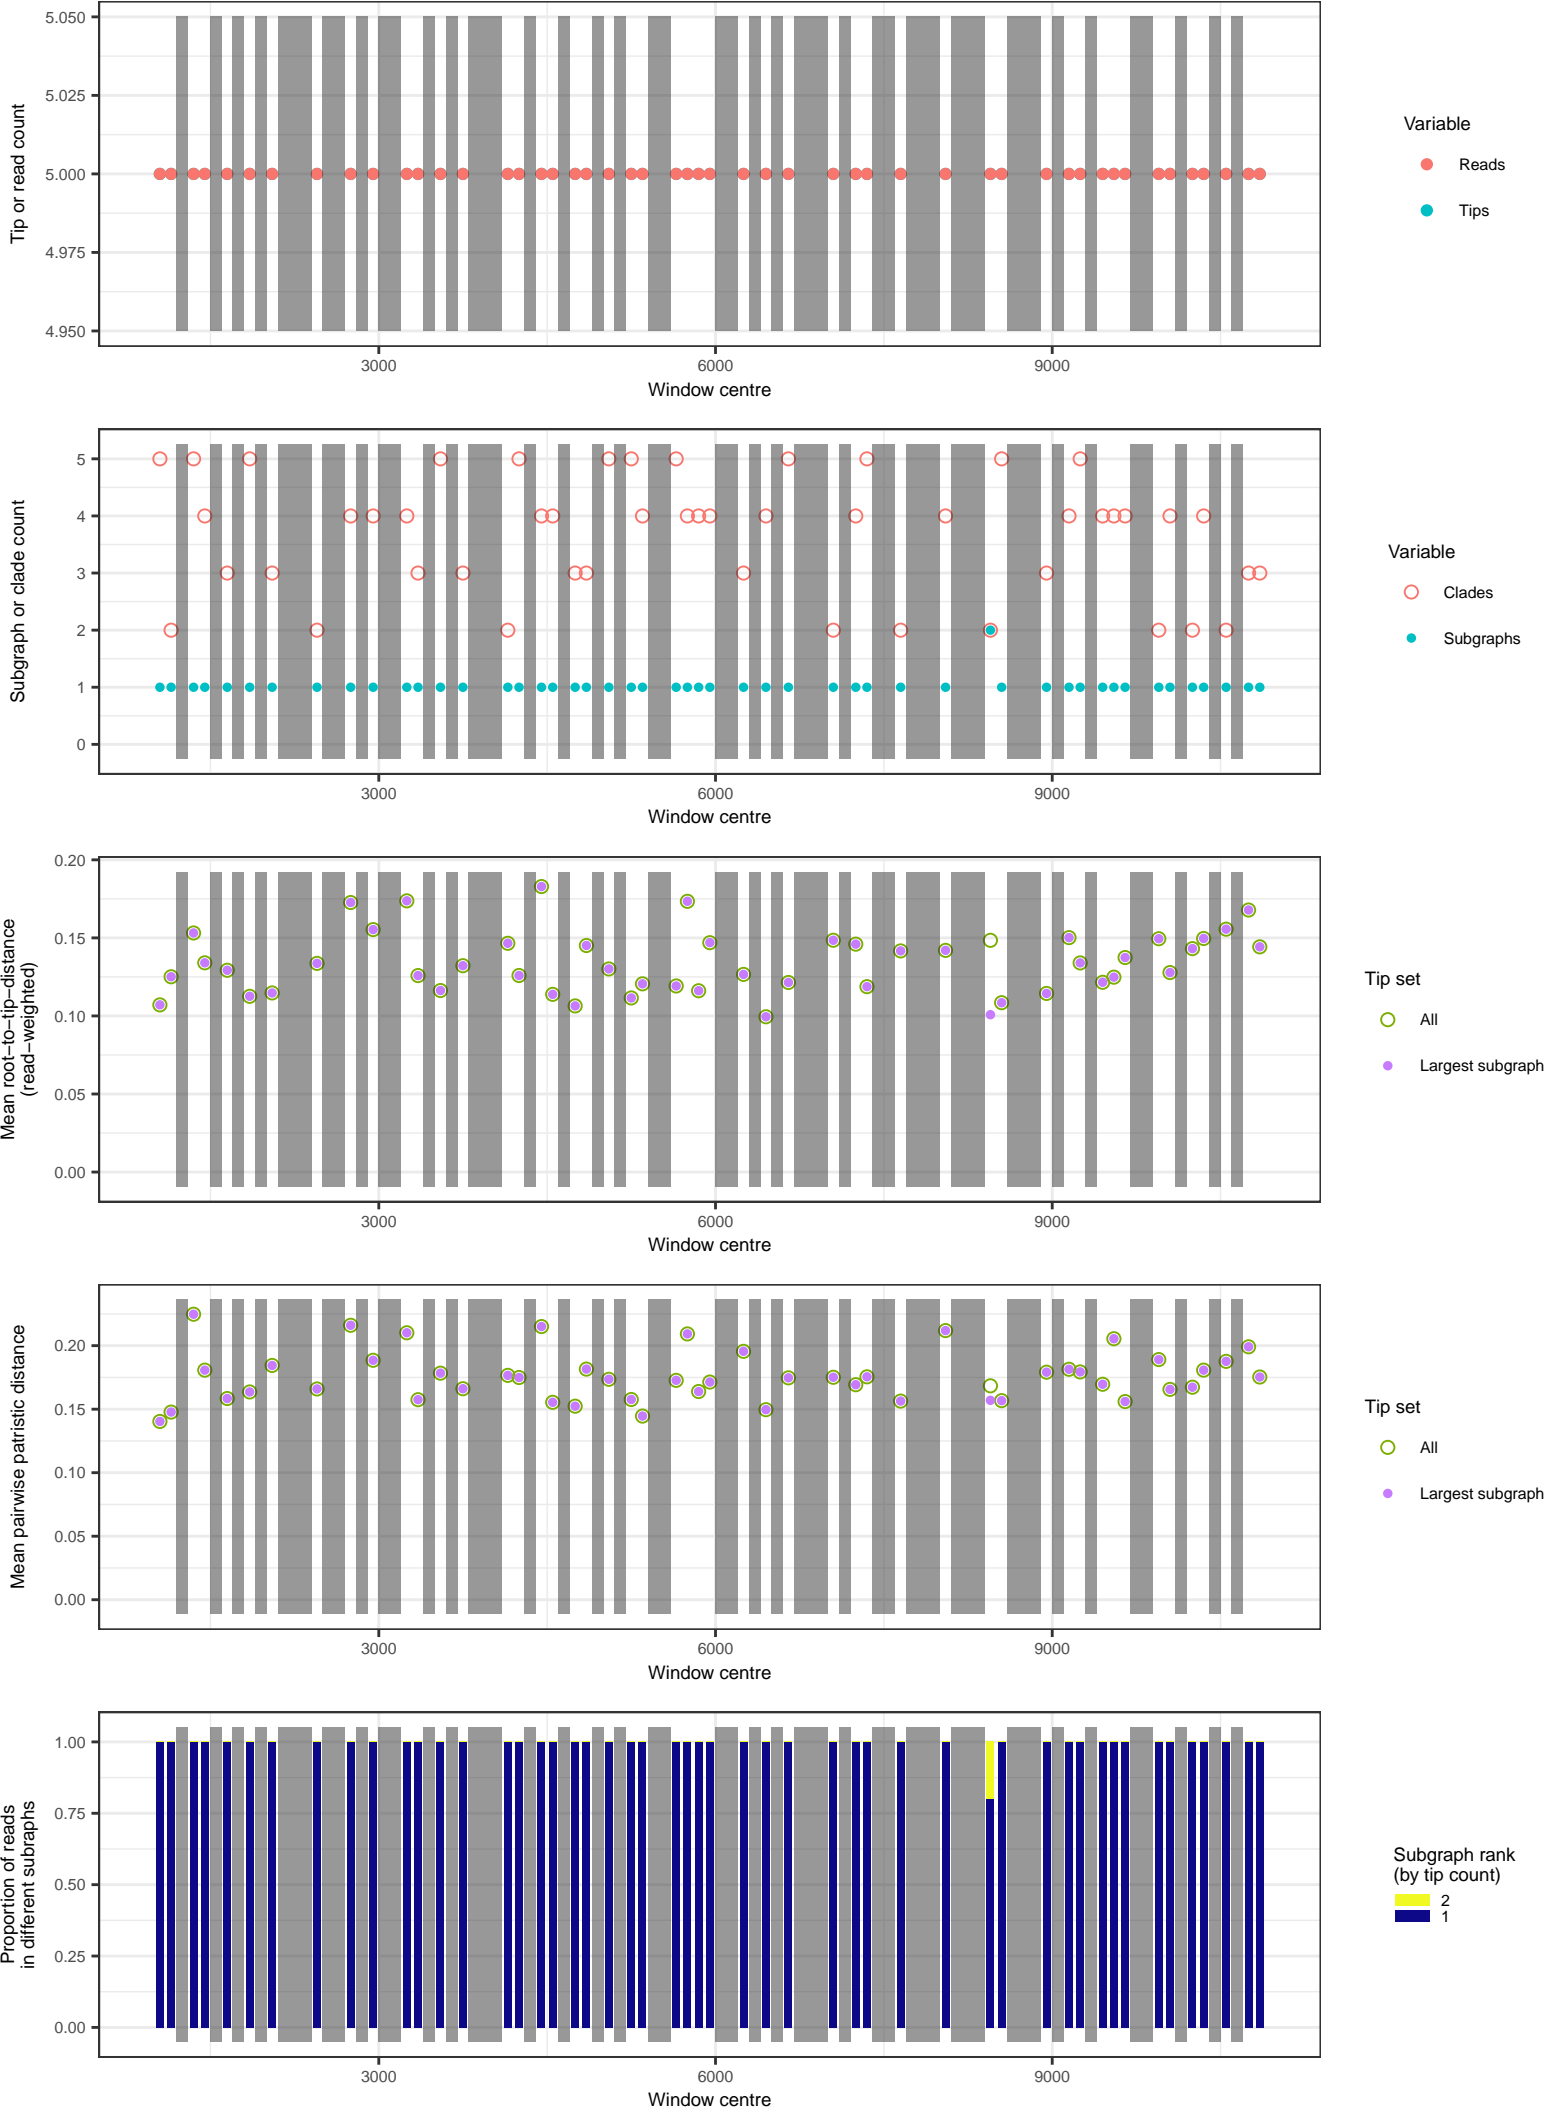 5.050
5.025
5.000
4.975
4.950
Tip or read count
3000
6000
9000
Window centre
Variable
Reads
Tips
5
4
3
2
1
0
Subgraph or clade count
3000
6000
9000
Window centre
Variable
Clades
Subgraphs
0.20
0.15
0.10
0.05
0.00
Mean root−to−tip−distance
(read−weighted)
3000
6000
9000
Window centre
Tip set
All
Largest subgraph
0.20
0.15
0.10
0.05
0.00
Mean pairwise patristic distance
3000
6000
9000
Window centre
Tip set
All
Largest subgraph
1.00
0.75
0.50
0.25
0.00
Proportion of reads
in different subraphs
3000
6000
9000
Window centre
Subgraph rank
(by tip count)
2
1